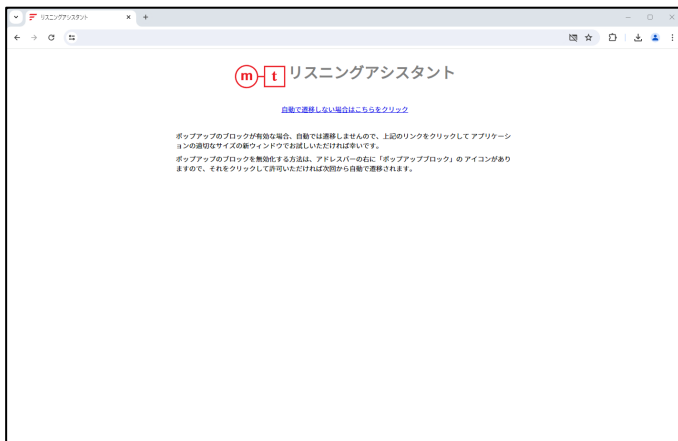 リスニングアシスタント
m t リスニングアシスタント
自動で遷移しない場合はこちらをクリック
ポップアップのブロックが有効な場合、自動では遷移しませんので、上記のリンクをクリックして アプリケーシ
ョンの適切なサイズの新ウィンドウでお試しいただければ幸いです。
ポップアップのブロックを無効化する方法は、アドレスバーの右に「ポップアップブロック」の アイコンがあり
ますので、それをクリックして許可いただければ次回から自動で遷移されます。